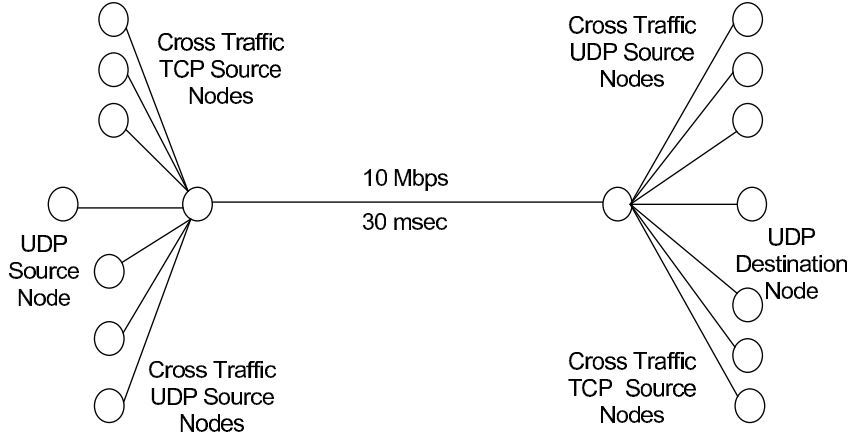 Cross Traffic
TCP Source
Nodes
Cross Traffic
UDP Source
Nodes
10 Mbps
30 msec
UDP
Source
Node
UDP
Destination
Node
Cross Traffic
UDP Source
Nodes
Cross Traffic
TCP Source
Nodes